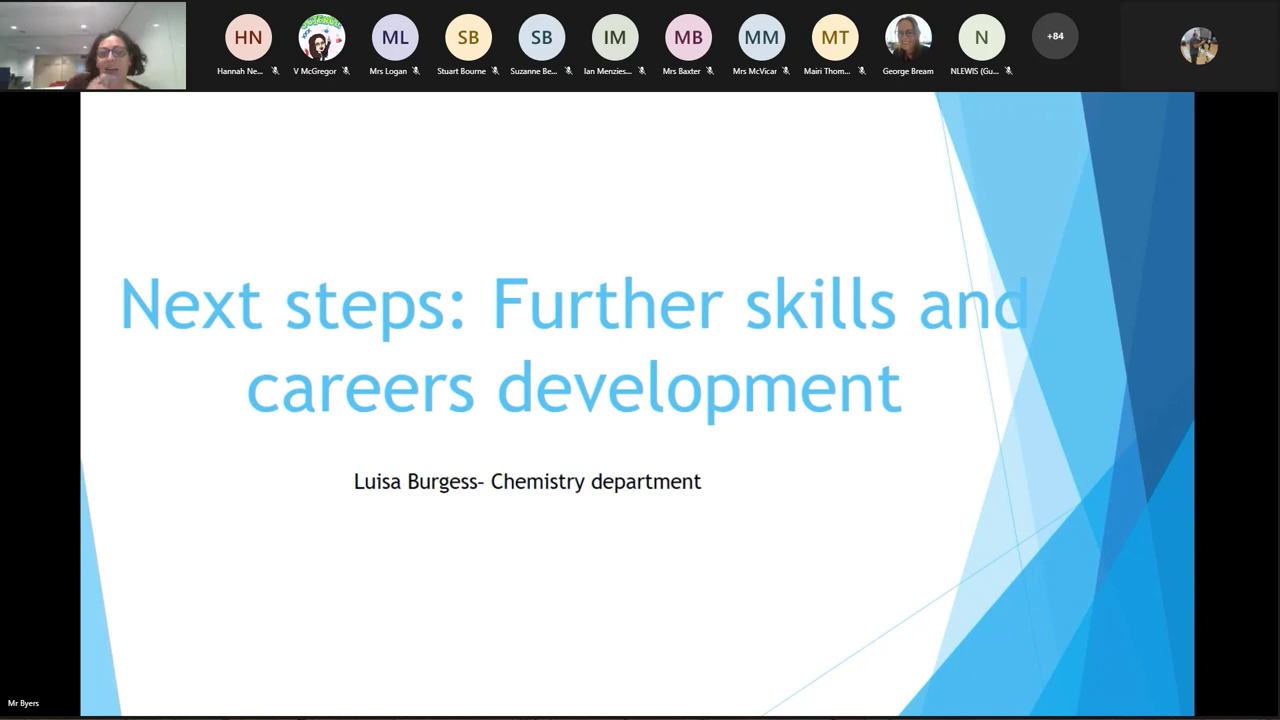 HN
V McGregor
ML
SB
SB
IM
MB
MM
MT
George Bream
N
+84
Hannah Ne...
Mrs Logan
Stuart Bourne
Suzanne Be...
Ian Menzies...
Mrs Baxter
Mrs McVicar
Mairi Thom...
NLEWIS (Gu...
Next steps: Further skills and
careers development
Luisa Burgess- Chemistry department
Mr Byers